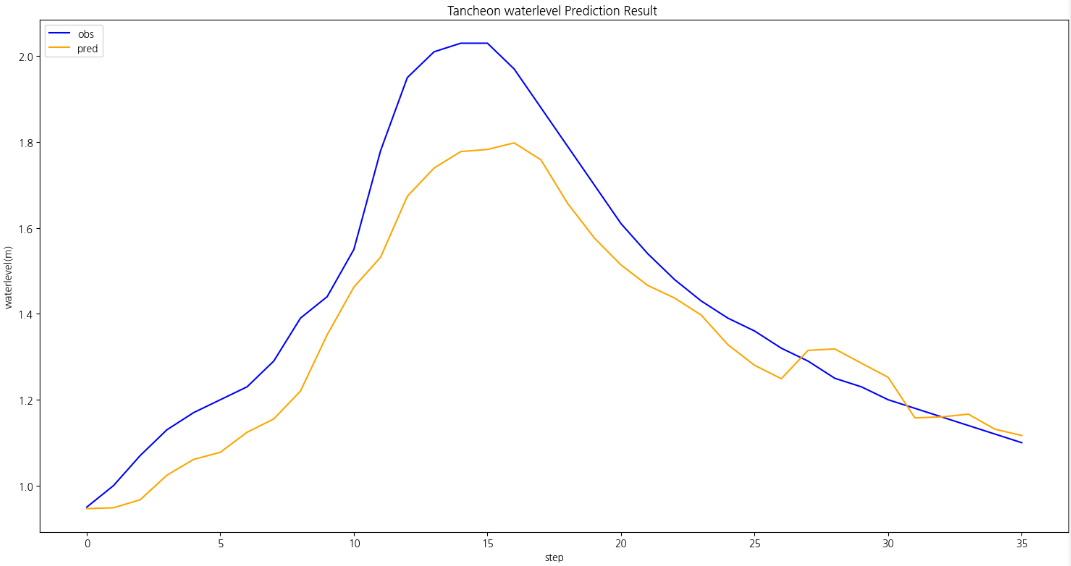 Tancheon waterlevel Prediction Result
obs
pred
2.0
1.8
1.6
1.4
1.2
1.0
waterlevel(m)
0 5 10 15 20 25 30 35
step